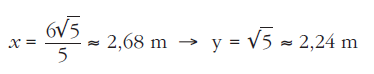 x = 6√5/5 ≈ 2,68 m → y = √5 ≈ 2,24 m